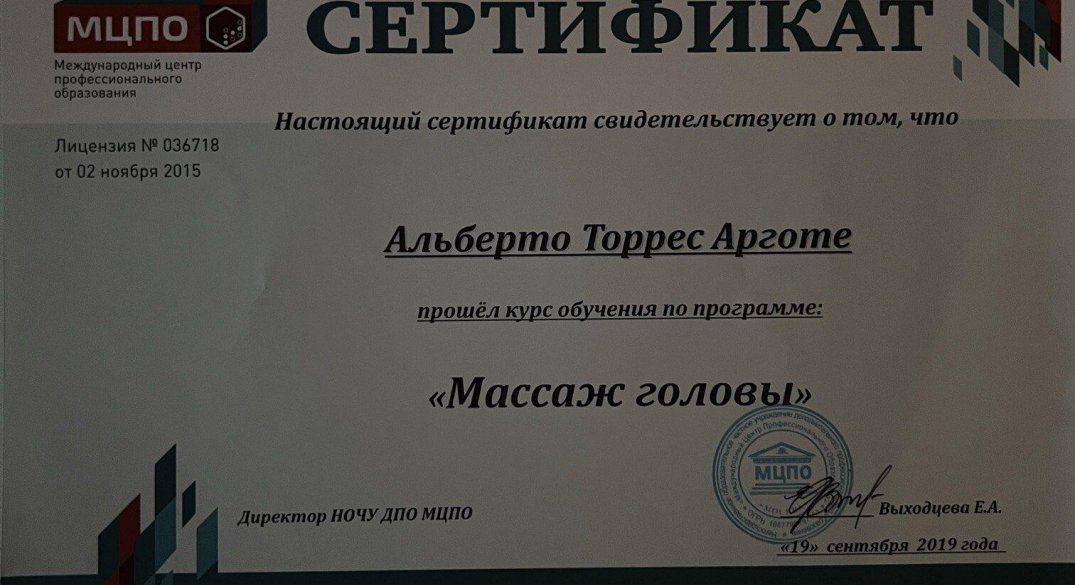 МЦПО
СЕРТИФИКАТ
Международный центр
профессионального
образования
Настоящий сертификат свидетельствует о том, что
Лицензия № 036718
от 02 ноября 2015
Альберто Торрес Арготе
прошёл курс обучения по программе:
«Массаж головы»
МЦПО
Директор НОЧУ ДПО МЦПО
Выходцева Е.А.
«19» сентября 2019 года